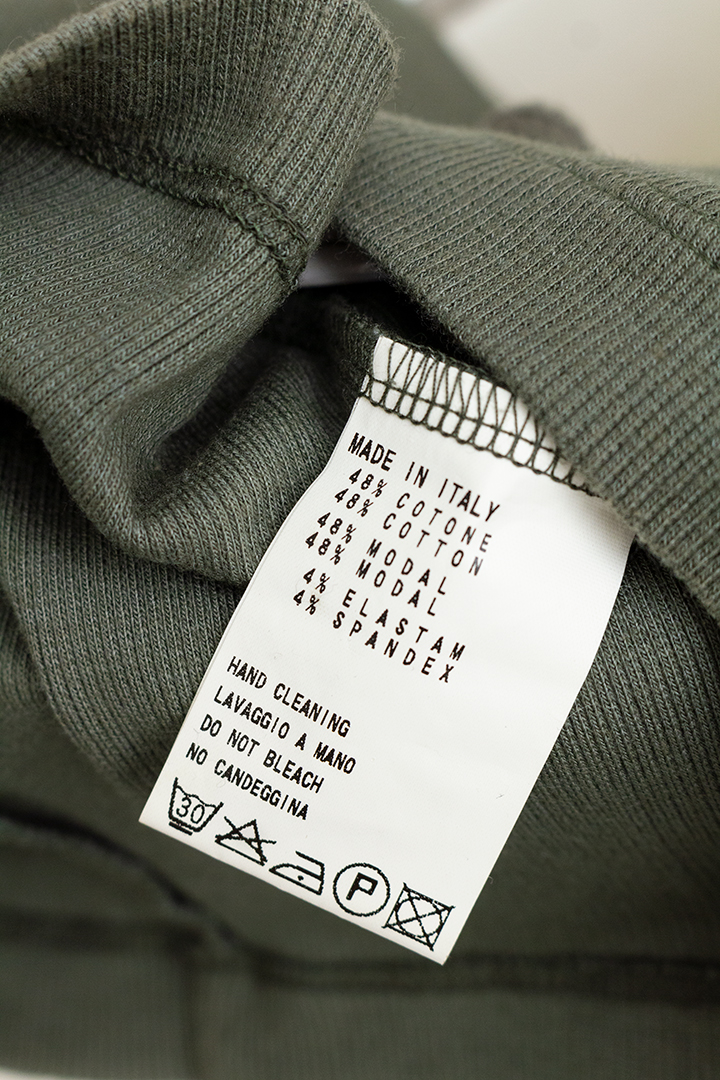 MADE IN ITALY
48% COTONE
48% COTTON
48% MODAL
48% MODAL
4% ELASTAM
4% SPANDEX
HAND CLEANING
LAVAGGIO A MANO
DO NOT BLEACH
NO CANDEGGINA
30 P